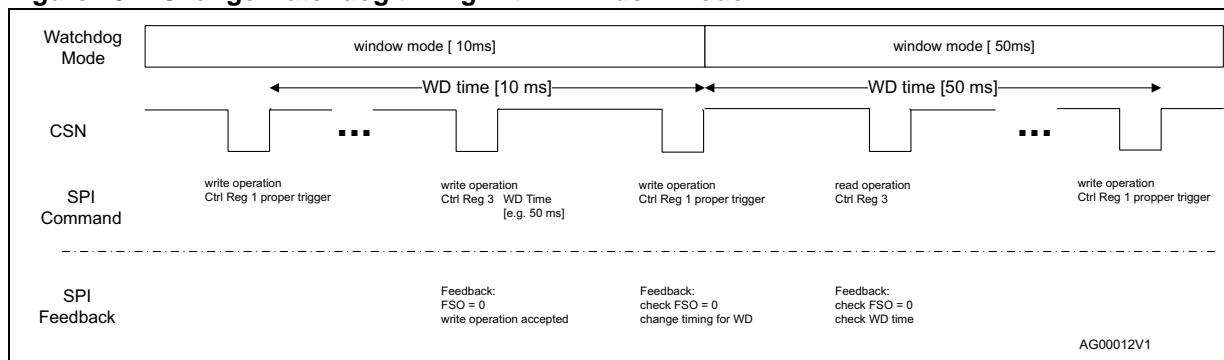 Watchdog
Mode
window mode [ 10ms]
window mode [ 50ms]
WD time [10 ms]
WD time [50 ms]
CSN
...
...
SPI
Command
write operation
Ctrl Reg 1 proper trigger
write operation
Ctrl Reg 3 WD Time
[e.g. 50 ms]
write operation
Ctrl Reg 1 proper trigger
read operation
Ctrl Reg 3
write operation
Ctrl Reg 1 propper trigger
SPI
Feedback
Feedback:
FSO = 0
write operation accepted
Feedback:
check FSO = 0
change timing for WD
Feedback:
check FSO = 0
check WD time
AG00012V1